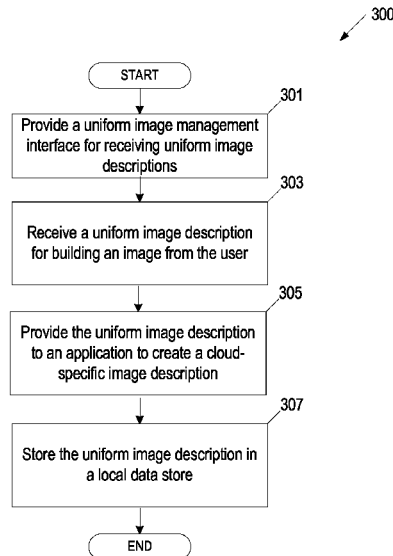 300
START
301
Provide a uniform image management
interface for receiving uniform image
descriptions
303
Receive a uniform image description
for building an image from the user
305
Provide the uniform image description
to an application to create a cloud-
specific image description
307
Store the uniform image description in
a local data store
END